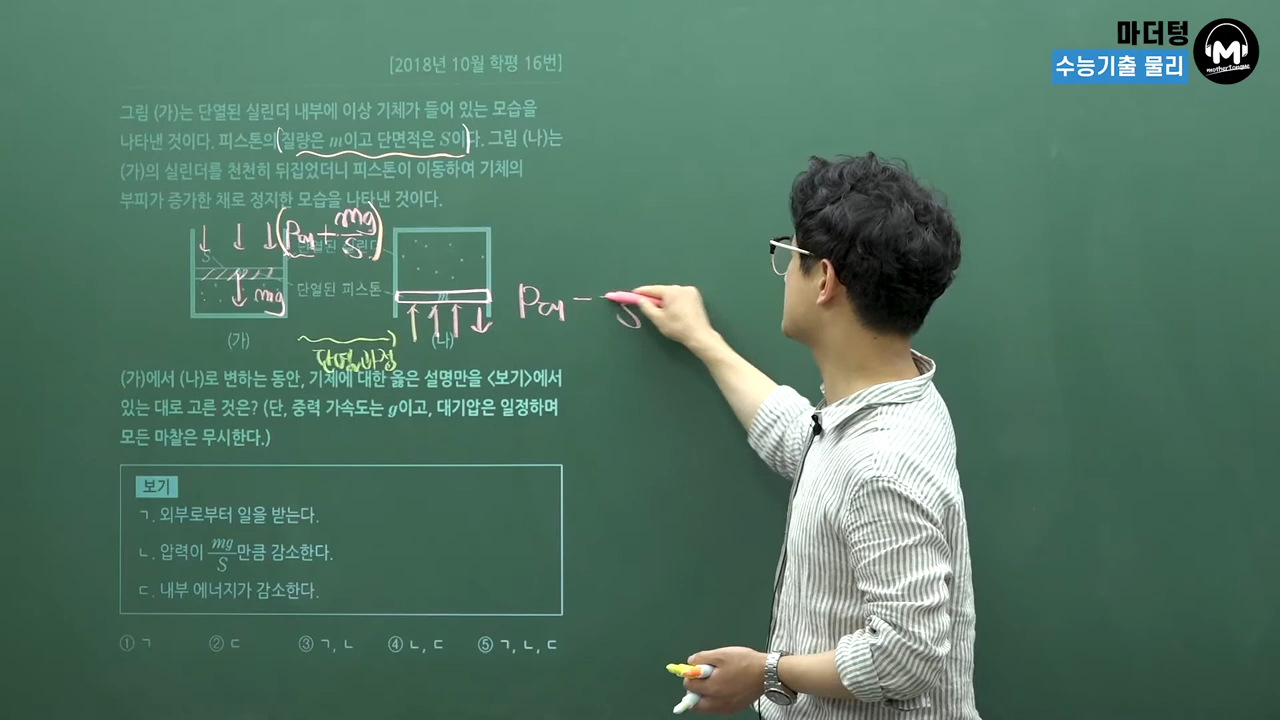 마더텅
수능기출 물리
M
mothertongue
[2018년 10월 학평 16번]
그림 (가)는 단열된 실린더 내부에 이상 기체가 들어 있는 모습을
나타낸 것이다. 피스톤의 질량은 m이고 단면적은 S이다. 그림 (나)는
(가)의 실린더를 천천히 뒤집었더니 피스톤이 이동하여 기체의
부피가 증가한 채로 정지한 모습을 나타낸 것이다.
(P대기 + mg/S)
S
단열된 실린더
단열된 피스톤
mg
m
P대기 -
S
(가)
(나)
단열 과정
(가)에서 (나)로 변하는 동안, 기체에 대한 옳은 설명만을 <보기>에서
있는 대로 고른 것은? (단, 중력 가속도는 g이고, 대기압은 일정하며
모든 마찰은 무시한다.)
보기
ㄱ. 외부로부터 일을 받는다.
ㄴ. 압력이 mg/S만큼 감소한다.
ㄷ. 내부 에너지가 감소한다.
① ㄱ ② ㄷ ③ ㄱ, ㄴ ④ ㄴ, ㄷ ⑤ ㄱ, ㄴ, ㄷ